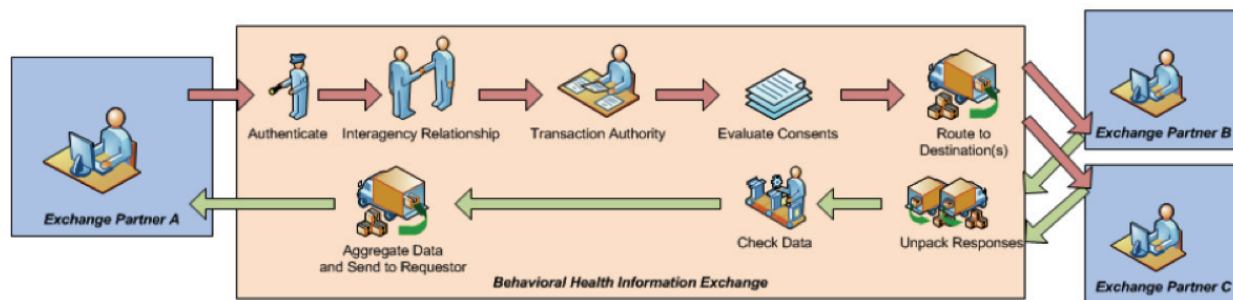 Exchange Partner A
Authenticate
Interagency Relationship
Transaction Authority
Evaluate Consents
Route to
Destination(s)
Exchange Partner B
Aggregate Data
and Send to Requestor
Check Data
Unpack Responses
Behavioral Health Information Exchange
Exchange Partner C